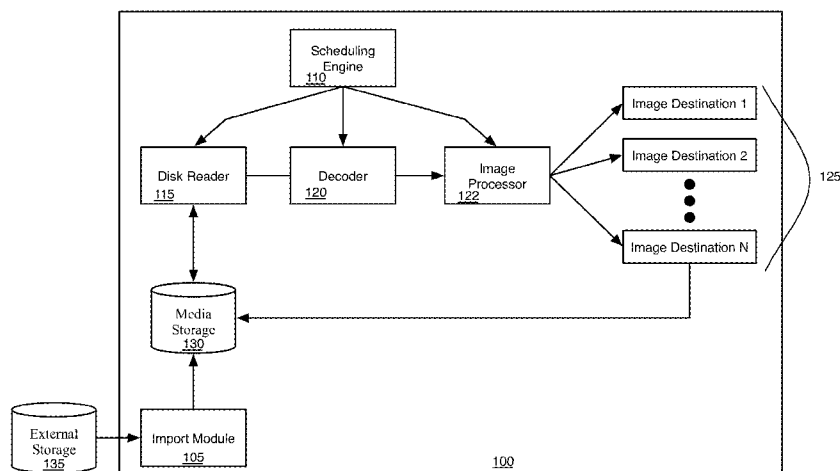 Scheduling
Engine
110
Disk Reader
115
Decoder
120
Image
Processor
122
Image Destination 1
Image Destination 2
Image Destination N
125
Media
Storage
130
External
Storage
135
Import Module
105
100